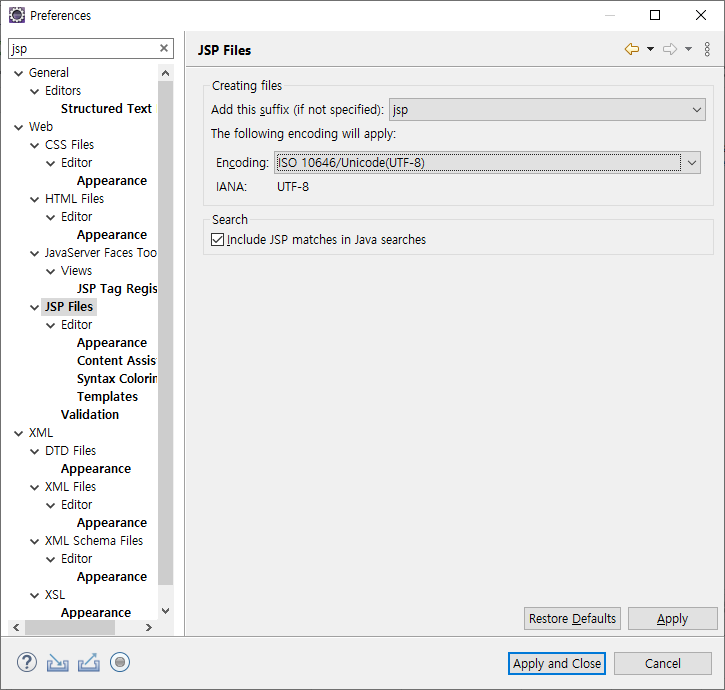 Preferences
jsp
General
Editors
Structured Text
Web
CSS Files
Editor
Appearance
HTML Files
Editor
Appearance
JavaServer Faces Too
Views
JSP Tag Regis
JSP Files
Editor
Appearance
Content Assis
Syntax Colorin
Templates
Validation
XML
DTD Files
Appearance
XML Files
Editor
Appearance
XML Schema Files
Editor
Appearance
XSL
Appearance
JSP Files
Creating files
Add this suffix (if not specified): jsp
The following encoding will apply:
Encoding: ISO 10646/Unicode(UTF-8)
IANA: UTF-8
Search
Include JSP matches in Java searches
Restore Defaults Apply
? Apply and Close Cancel